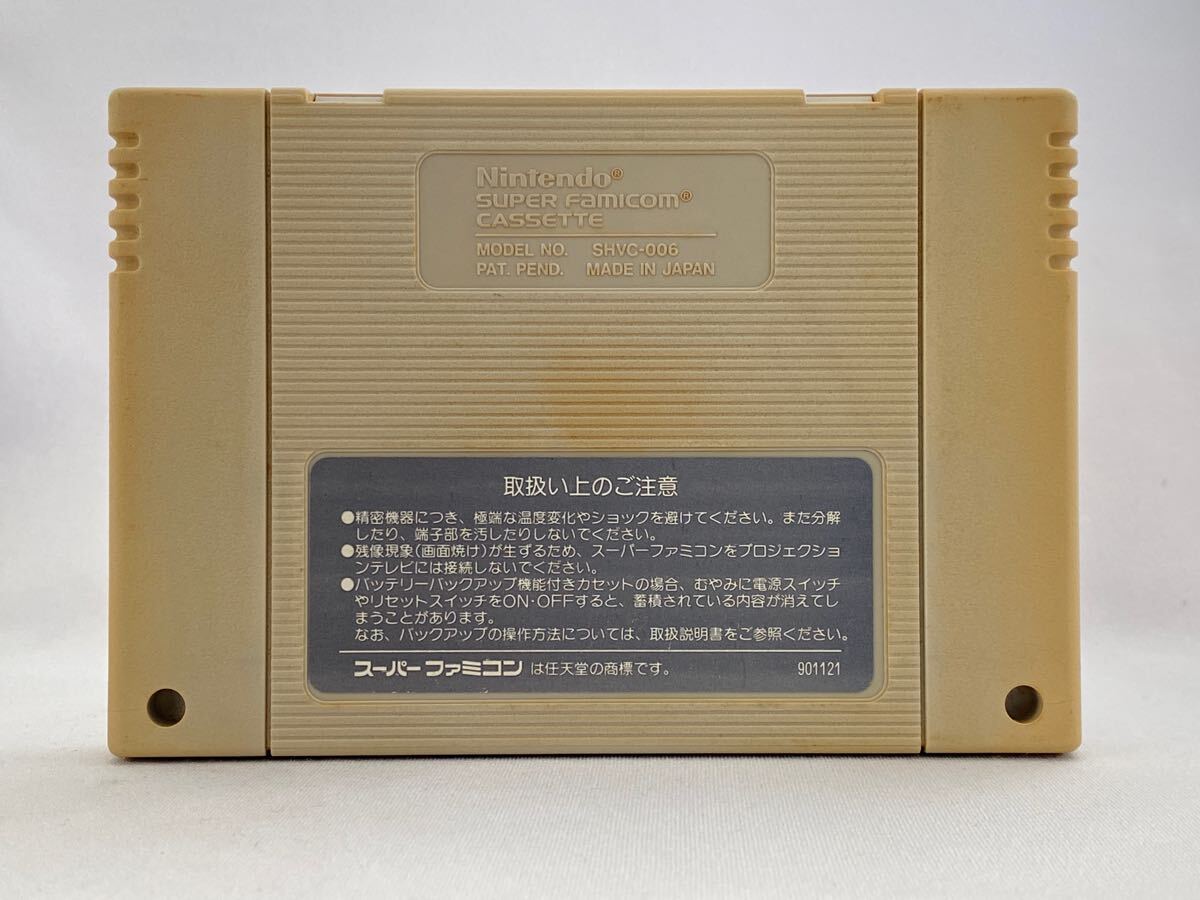 Nintendo®
SUPER FAMICOM®
CASSETTE
MODEL NO. SHVC-006
PAT. PEND. MADE IN JAPAN
取扱い上のご注意
●精密機器につき、極端な温度変化やショックを避けてください。また分解
したり、端子部を汚したりしないでください。
●残像現象(画面焼け)が生ずるため、スーパーファミコンをプロジェクショ
ンテレビには接続しないでください。
●バッテリーバックアップ機能付きカセットの場合、むやみに電源スイッチ
やリセットスイッチをON・OFFすると、蓄積されている内容が消えてし
まうことがあります。
なお、バックアップの操作方法については、取扱説明書をご参照ください。
スーパーファミコン は任天堂の商標です。 901121